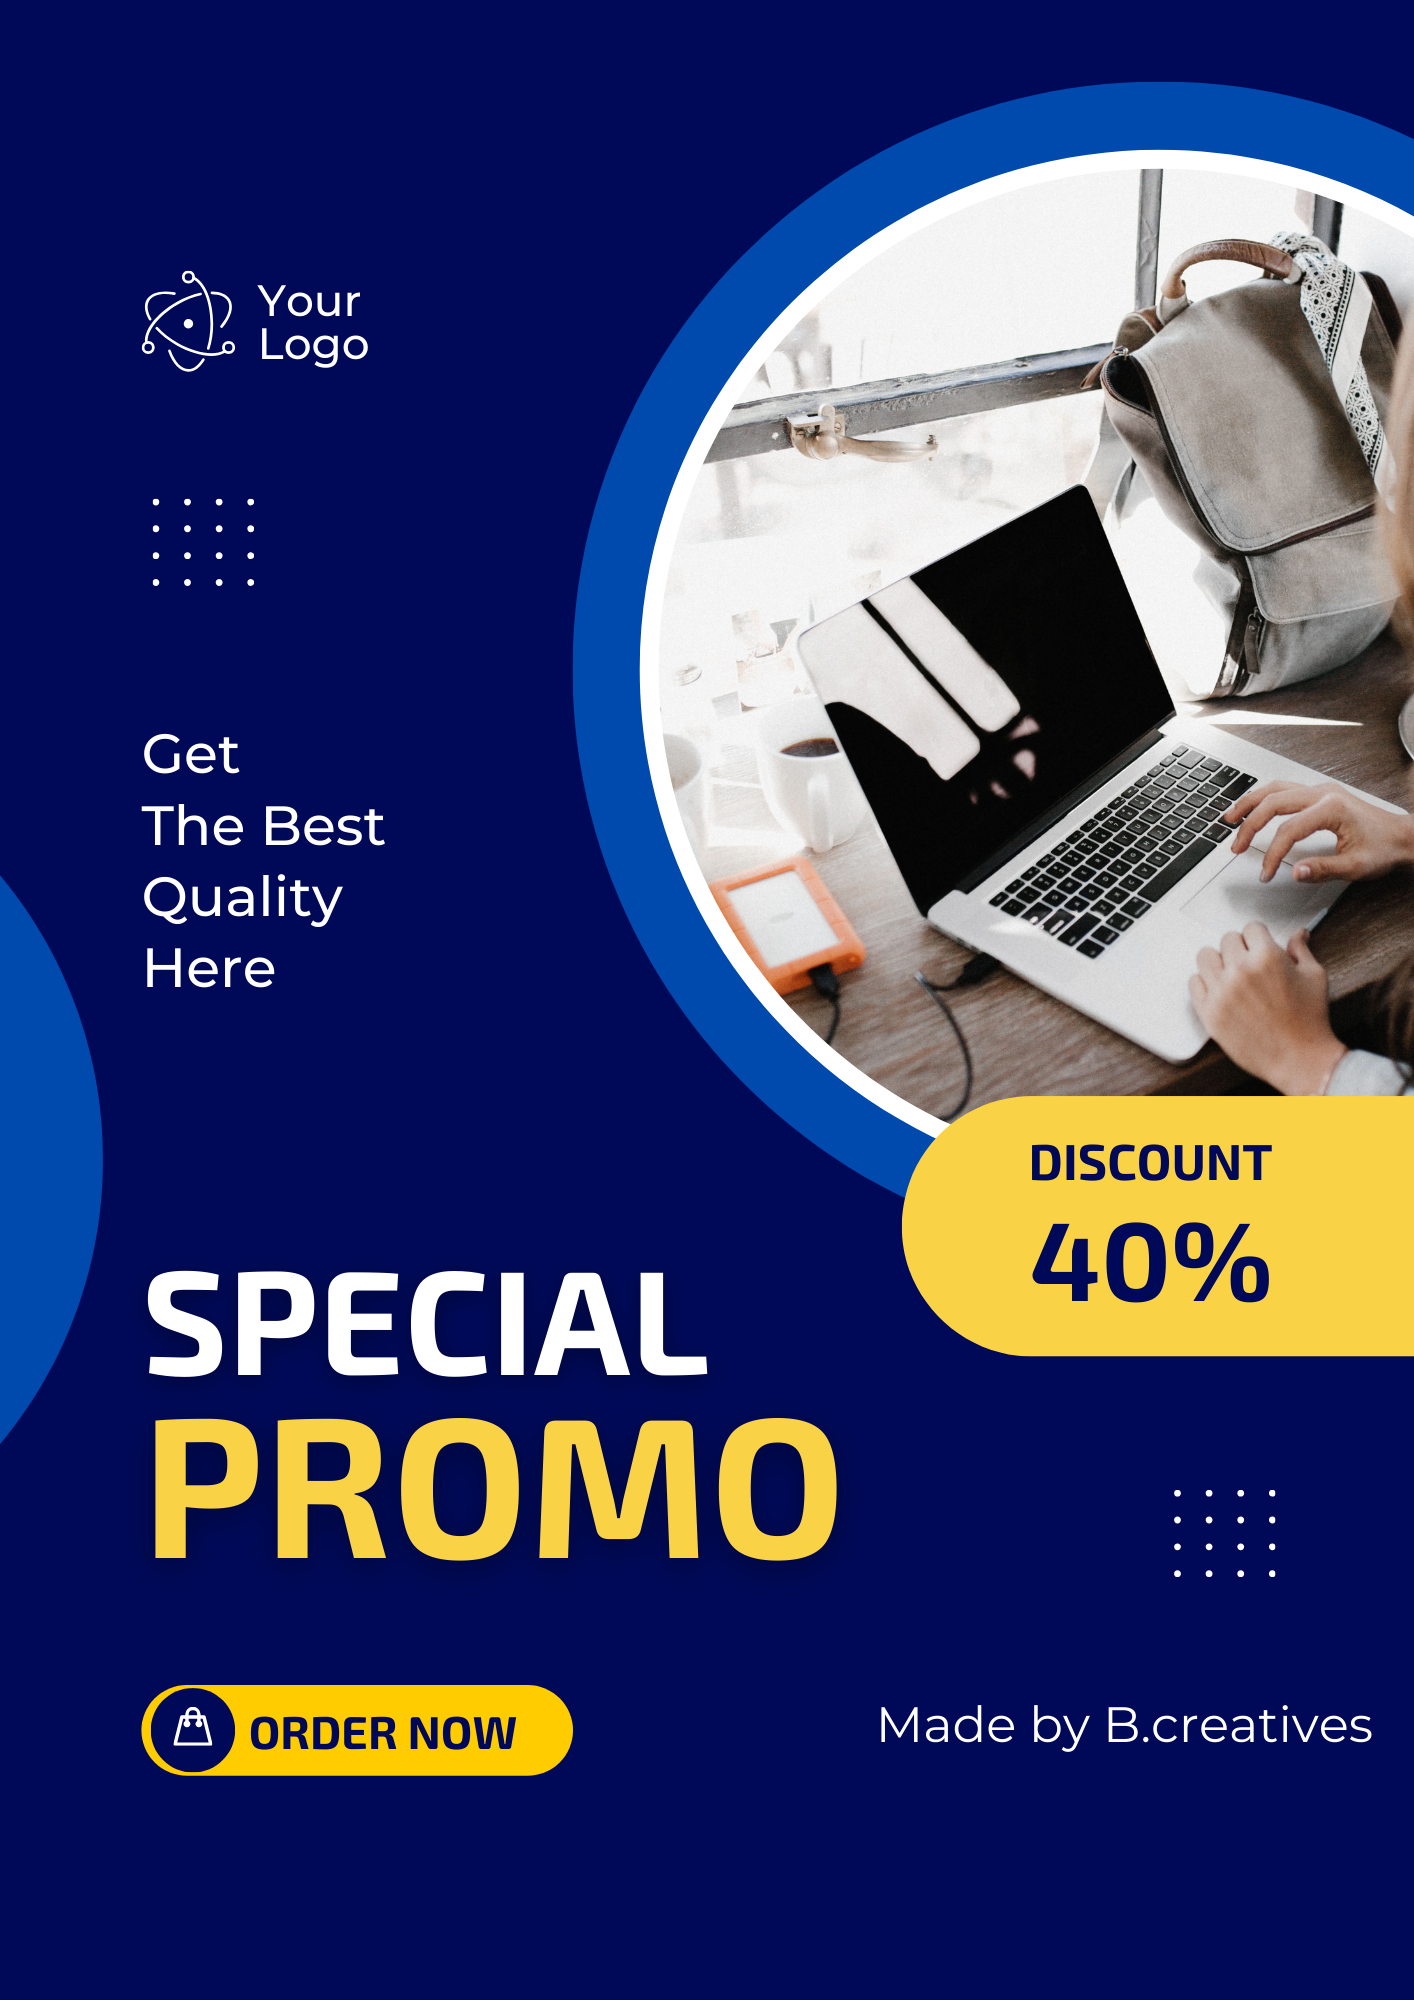 Your
Logo
Get
The Best
Quality
Here
DISCOUNT
40%
SPECIAL
PROMO
ORDER NOW
Made by B.creatives